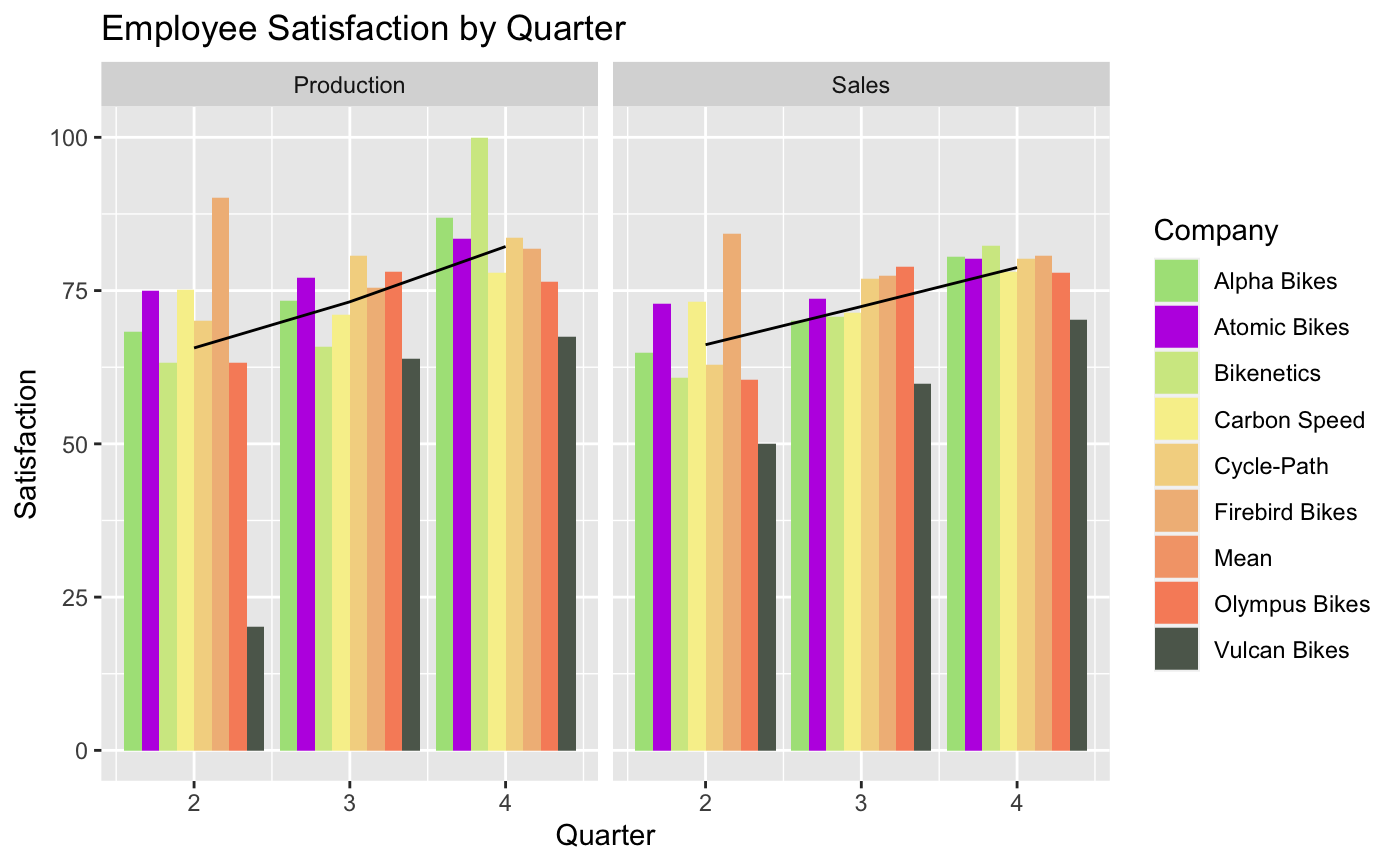 Employee Satisfaction by Quarter
Production
Sales
100
75
50
25
0
Satisfaction
2
3
4
2
3
4
Quarter
Company
Alpha Bikes
Atomic Bikes
Bikenetics
Carbon Speed
Cycle-Path
Firebird Bikes
Mean
Olympus Bikes
Vulcan Bikes